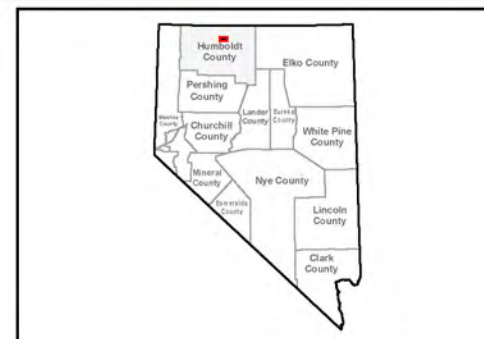 Humboldt
County
Elko County
Pershing
County
Lander
County
Eureka
County
Washoe
County
Churchill
County
White Pine
County
Mineral
County
Nye County
Esmeralda
County
Lincoln
County
Clark
County